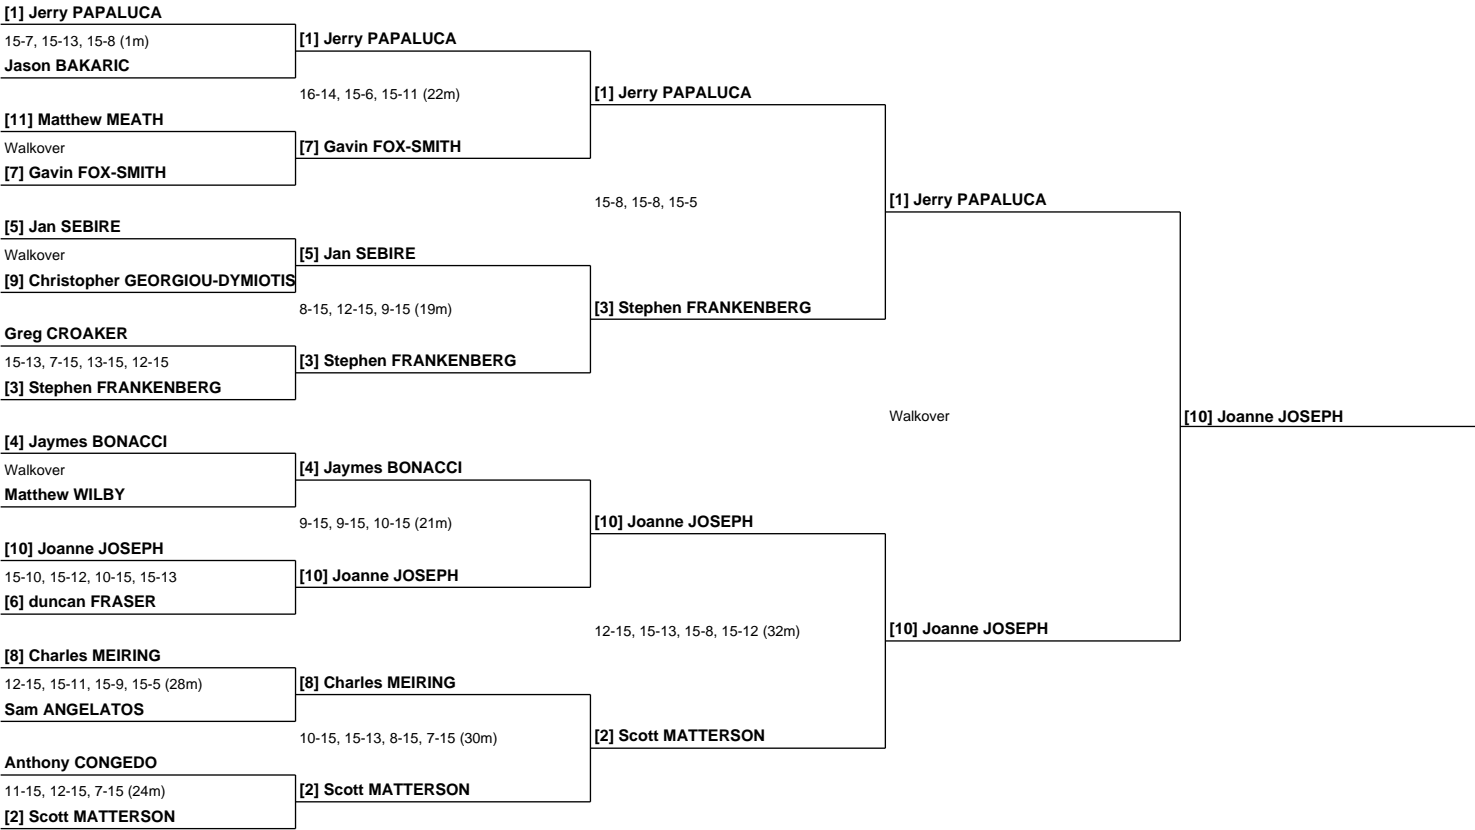 [1] Jerry PAPALUCA
15-7, 15-13, 15-8 (1m)
Jason BAKARIC
[11] Matthew MEATH
Walkover
[7] Gavin FOX-SMITH
[5] Jan SEBIRE
Walkover
[9] Christopher GEORGIOU-DYMIOTIS
Greg CROAKER
15-13, 7-15, 13-15, 12-15
[3] Stephen FRANKENBERG
[4] Jaymes BONACCI
Walkover
Matthew WILBY
[10] Joanne JOSEPH
15-10, 15-12, 10-15, 15-13
[6] duncan FRASER
[8] Charles MEIRING
12-15, 15-11, 15-9, 15-5 (28m)
Sam ANGELATOS
Anthony CONGEDO
11-15, 12-15, 7-15 (24m)
[2] Scott MATTERSON
[1] Jerry PAPALUCA
16-14, 15-6, 15-11 (22m)
[7] Gavin FOX-SMITH
[5] Jan SEBIRE
8-15, 12-15, 9-15 (19m)
[3] Stephen FRANKENBERG
[4] Jaymes BONACCI
9-15, 9-15, 10-15 (21m)
[10] Joanne JOSEPH
[8] Charles MEIRING
10-15, 15-13, 8-15, 7-15 (30m)
[2] Scott MATTERSON
[1] Jerry PAPALUCA
15-8, 15-8, 15-5
[3] Stephen FRANKENBERG
[10] Joanne JOSEPH
12-15, 15-13, 15-8, 15-12 (32m)
[2] Scott MATTERSON
[1] Jerry PAPALUCA
Walkover
[10] Joanne JOSEPH
[10] Joanne JOSEPH